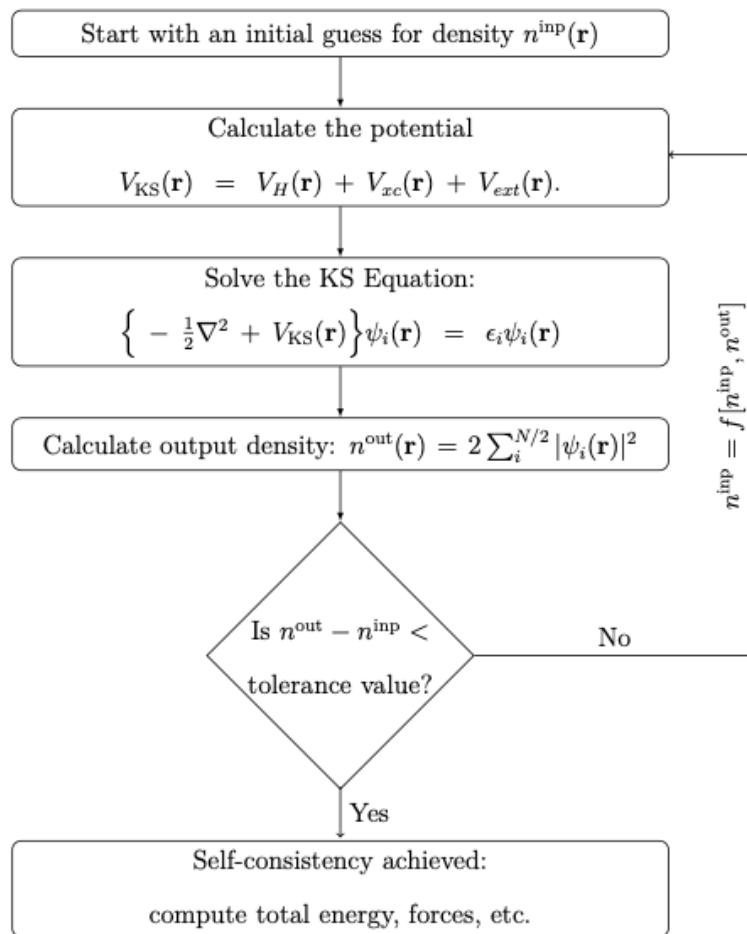 Start with an initial guess for density n^inp(r)
Calculate the potential
V_KS(r) = V_H(r) + V_xc(r) + V_ext(r).
Solve the KS Equation:
{ − ½∇² + V_KS(r) } ψ_i(r) = ϵ_i ψ_i(r)
Calculate output density: n^out(r) = 2 ∑_i^{N/2} |ψ_i(r)|²
n^inp = f[n^inp, n^out]
Is n^out − n^inp <
tolerance value?
No
Yes
Self-consistency achieved:
compute total energy, forces, etc.